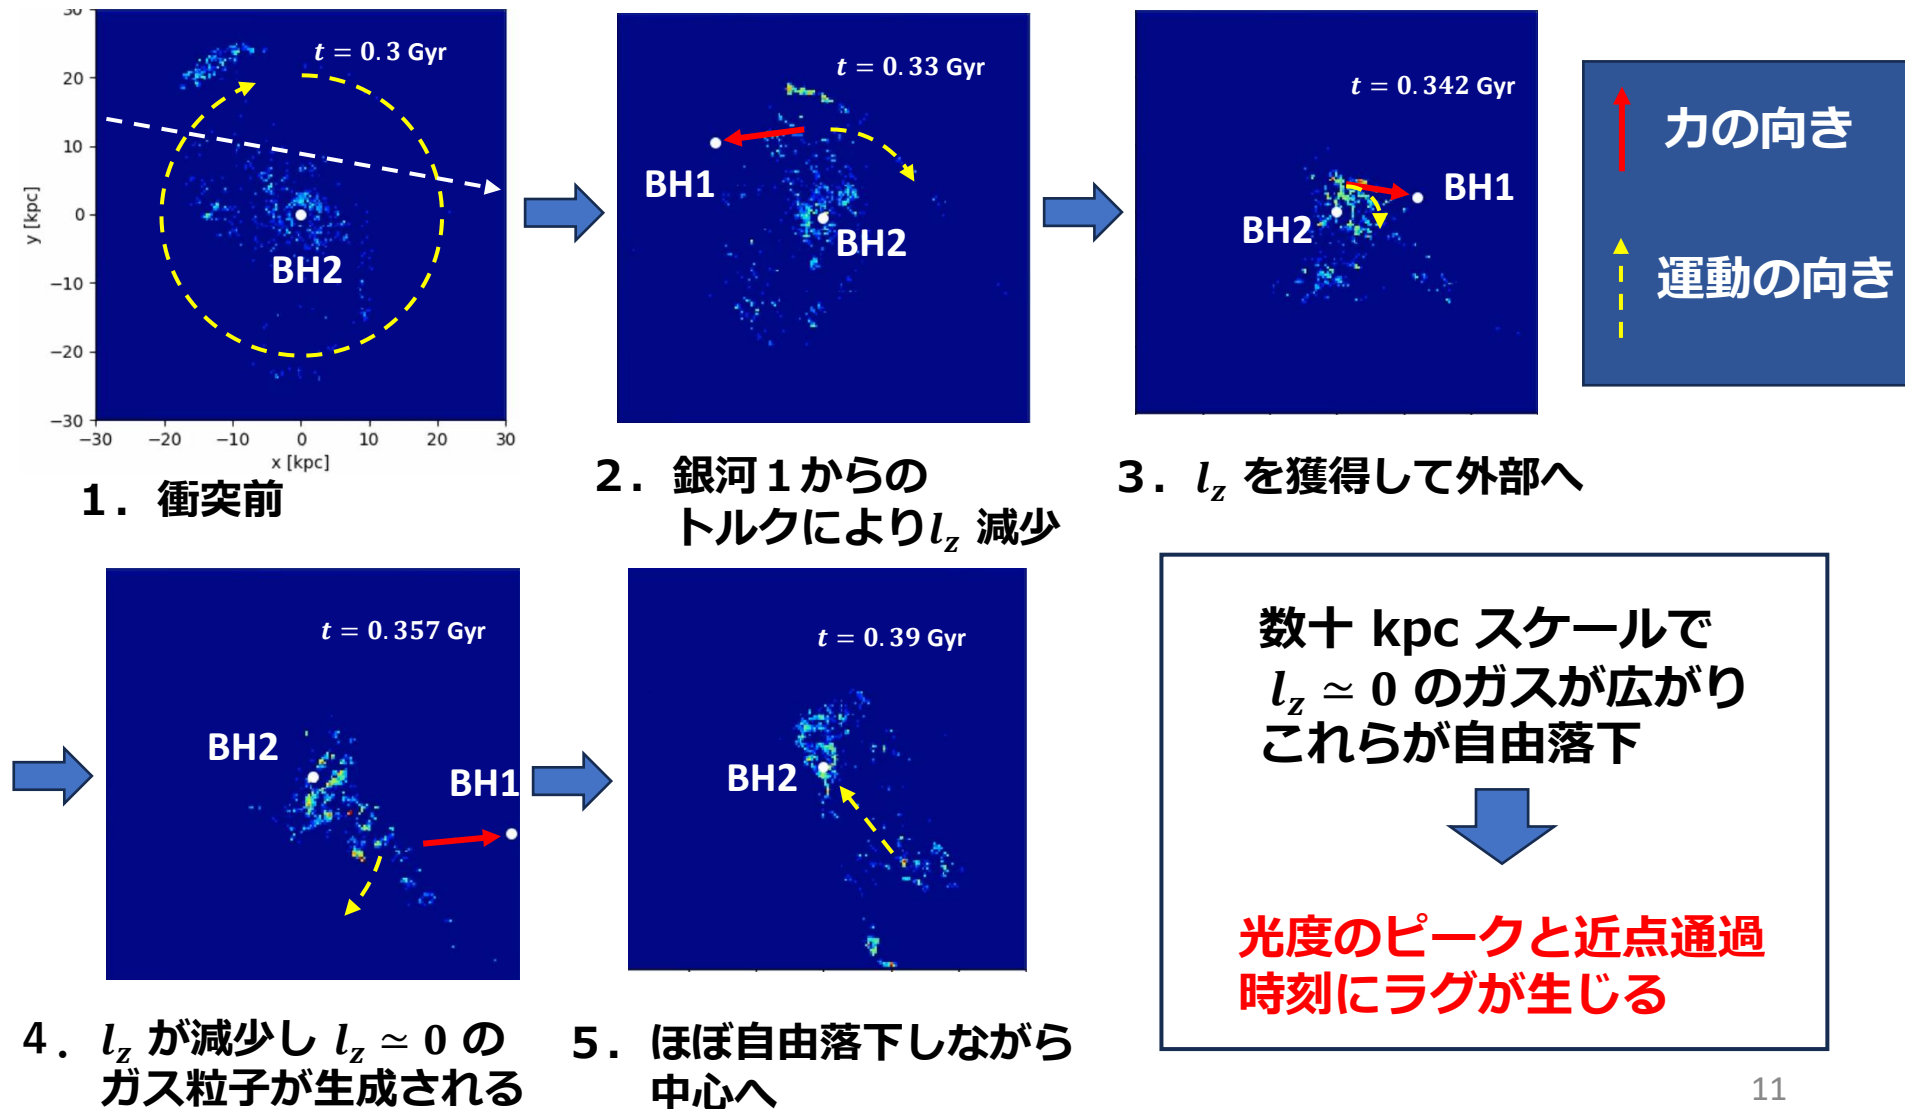 30
20
10
0
−10
−20
−30
y [kpc]
−30 −20 −10 0 10 20 30
x [kpc]
t = 0.3 Gyr
BH2
1．衝突前
t = 0.33 Gyr
BH1
BH2
2．銀河１からの
トルクにより l_z 減少
t = 0.342 Gyr
BH1
BH2
3．l_z を獲得して外部へ
力の向き
運動の向き
t = 0.357 Gyr
BH2
BH1
4．l_z が減少し l_z ≃ 0 の
ガス粒子が生成される
t = 0.39 Gyr
BH2
5．ほぼ自由落下しながら
中心へ
数十 kpc スケールで
l_z ≃ 0 のガスが広がり
これらが自由落下
光度のピークと近点通過
時刻にラグが生じる
11